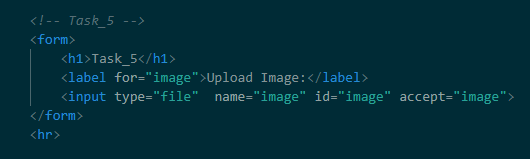 <!-- Task_5 -->
<form>
<h1>Task_5</h1>
<label for="image">Upload Image:</label>
<input type="file"  name="image" id="image" accept="image">
</form>
<hr>